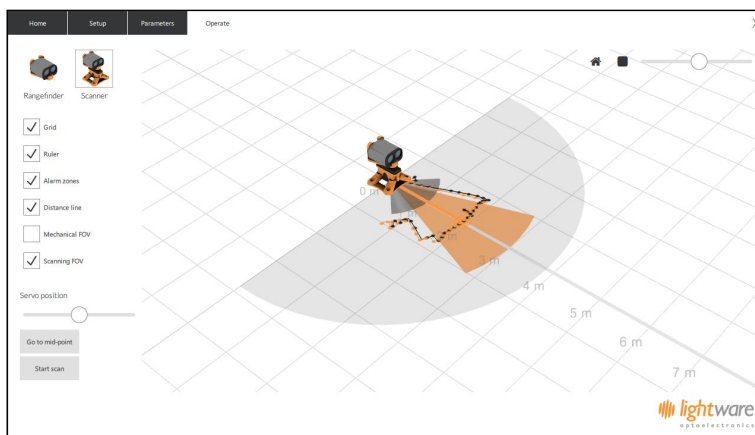 Home Setup Parameters Operate
Rangefinder Scanner
Grid
Ruler
Alarm zones
Distance line
Mechanical FOV
Scanning FOV
Servo position
Go to mid-point
Start scan
0 m
3 m
4 m
5 m
6 m
7 m
lightware
optoelectronics